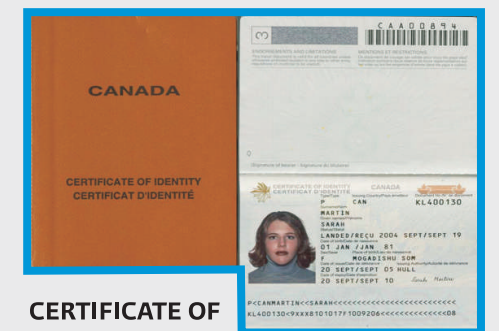 CANADA
CERTIFICATE OF IDENTITY
CERTIFICAT D'IDENTITÉ
CAA00894
3
ENDORSEMENTS AND LIMITATIONS
MENTIONS ET RESTRICTIONS
Signature of bearer - Signature du titulaire
CERTIFICATE OF IDENTITY
CERTIFICAT D'IDENTITÉ
CANADA
P CAN KL400130
MARTIN
SARAH
LANDED/REÇU 2004 SEPT/SEPT 19
01 JAN /JAN 81
F MOGADISHU SOM
20 SEPT/SEPT 05 HULL
20 SEPT/SEPT 10 Sarah Martin
P<CANMARTIN<<SARAH<<<<<<<<<<<<<<<<<<<<<<<<<<
KL400130<9XXX8101017F1009206<<<<<<<<<<<<<<08
CERTIFICATE OF